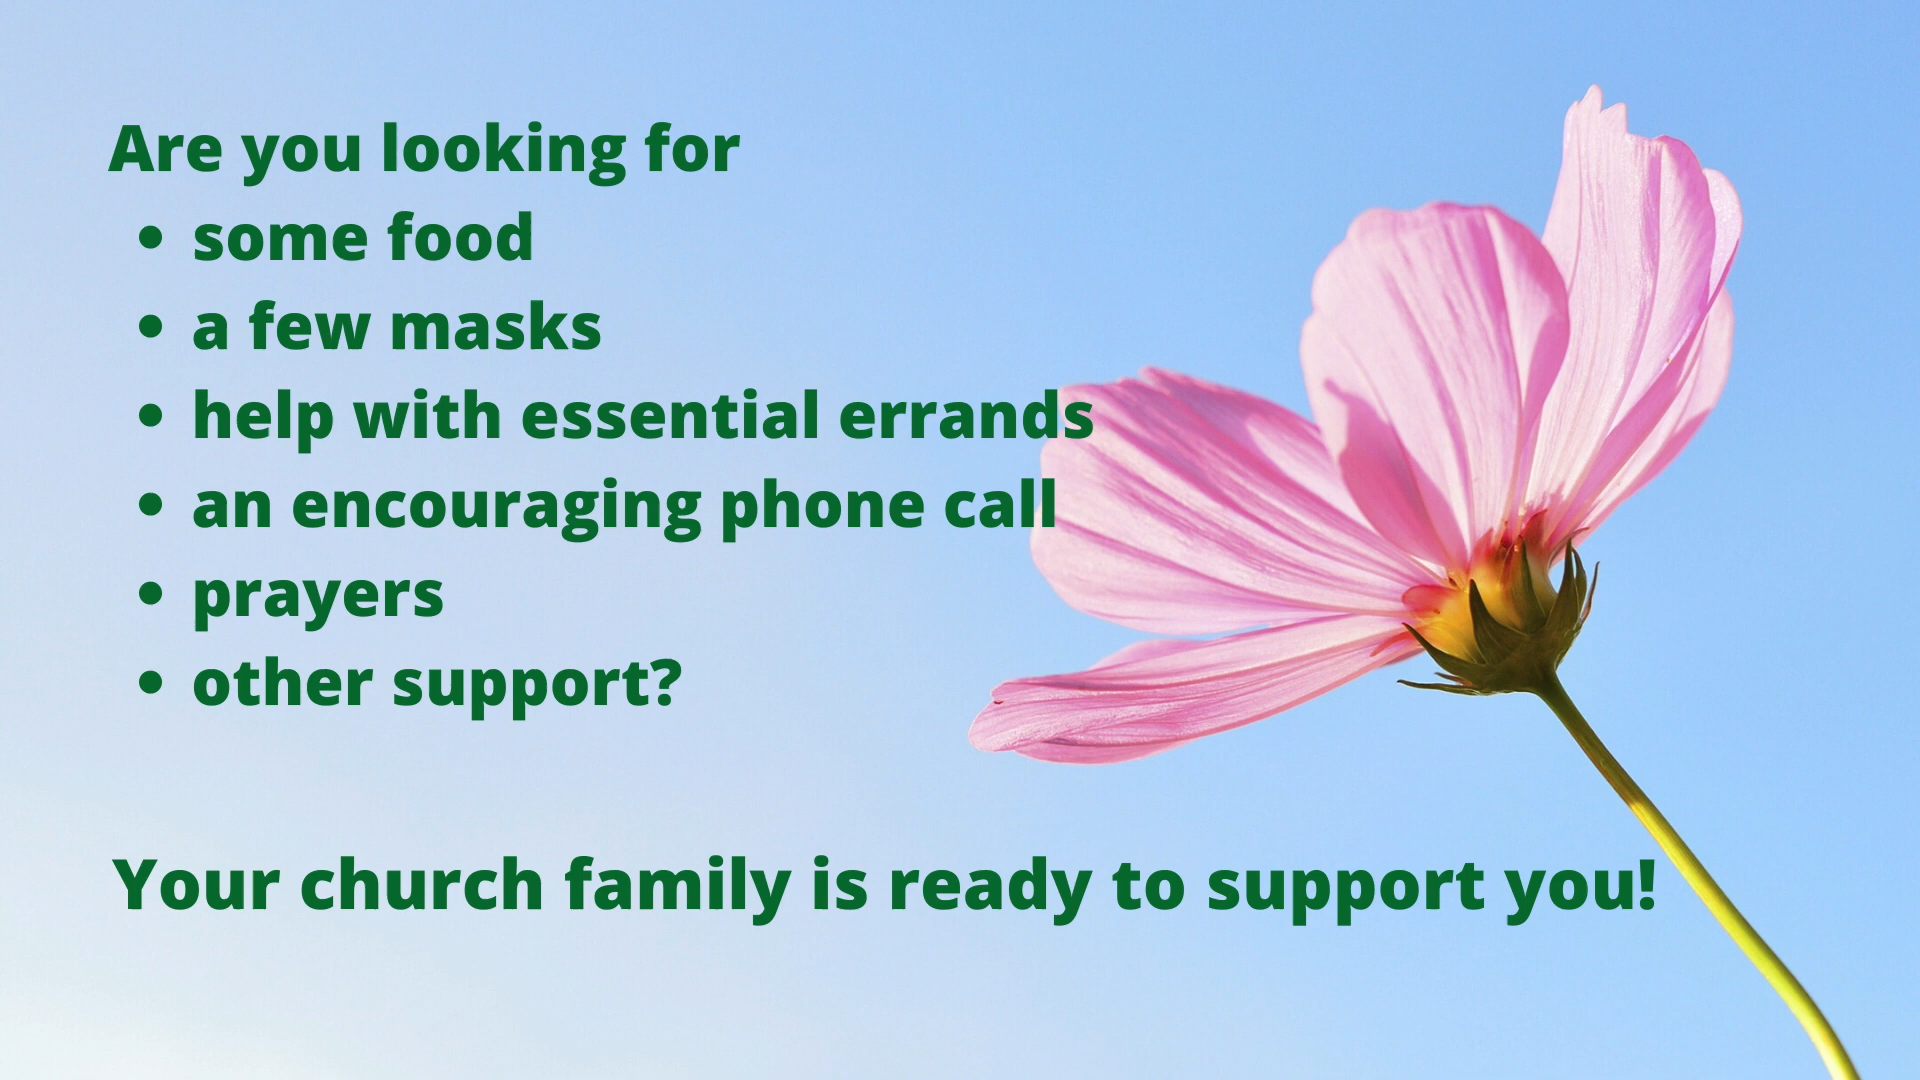 Are you looking for
• some food
• a few masks
• help with essential errands
• an encouraging phone call
• prayers
• other support?
Your church family is ready to support you!